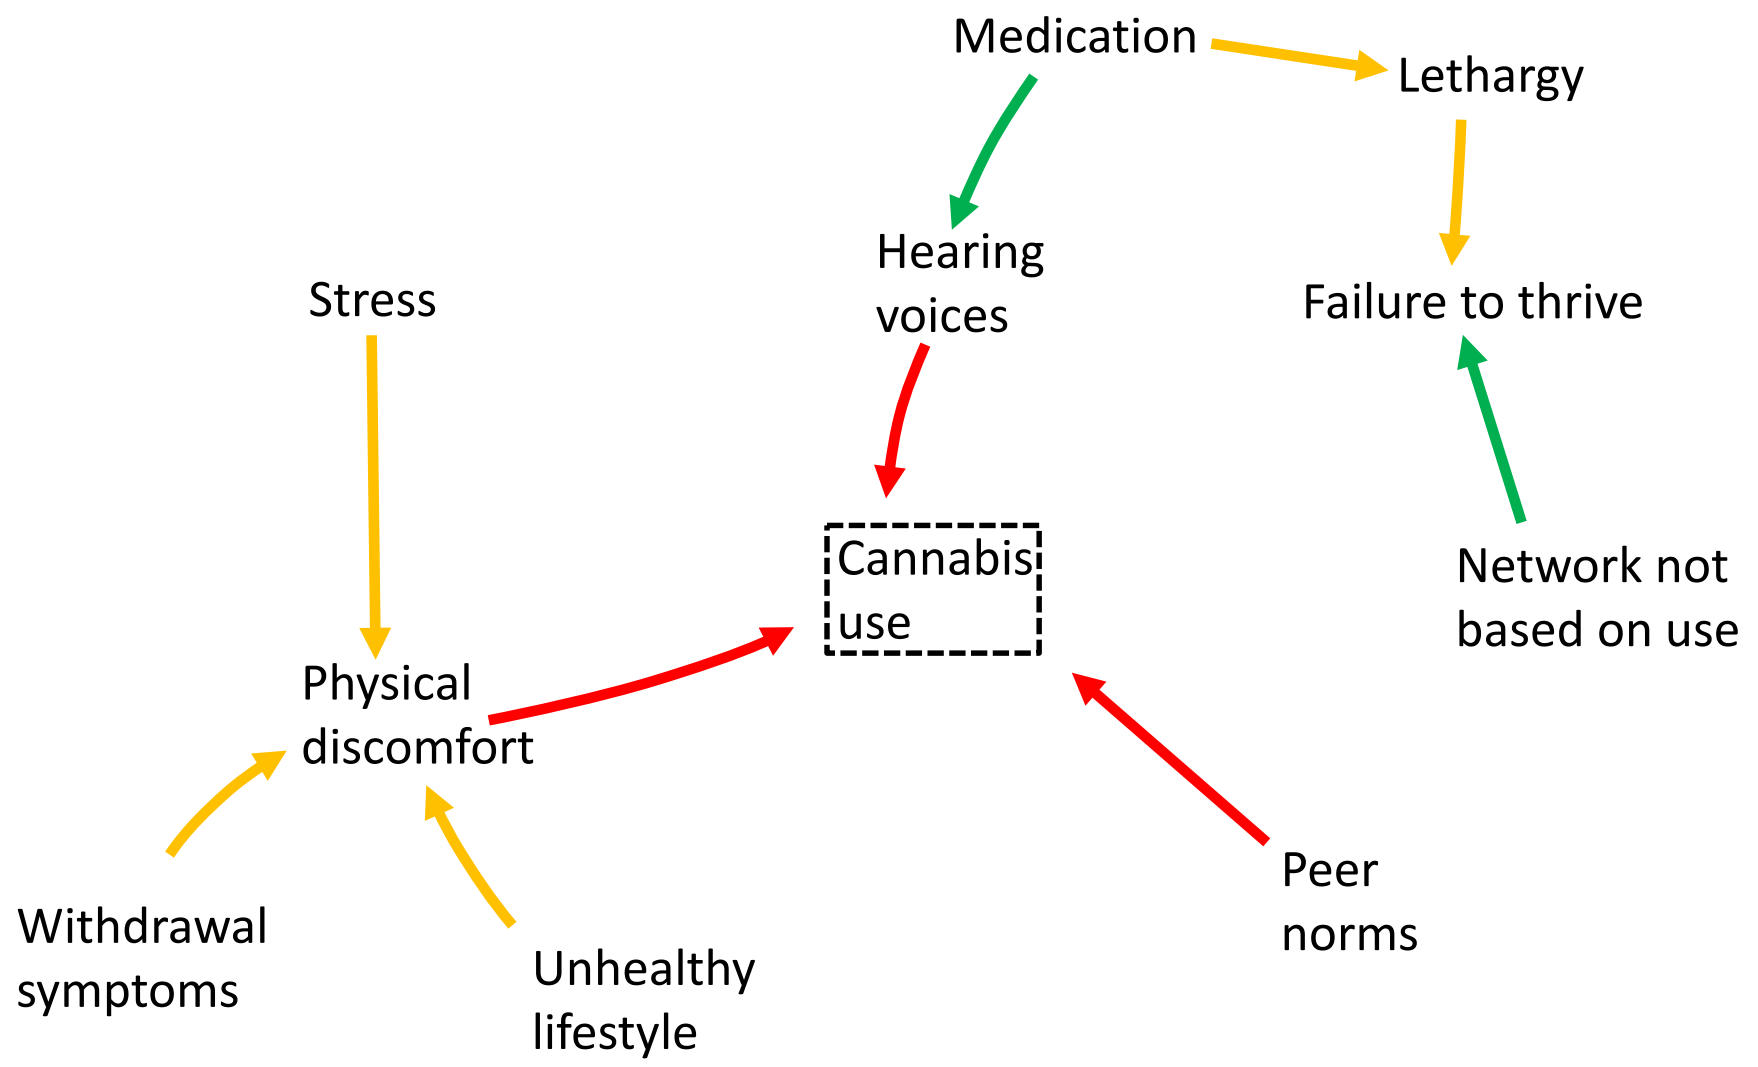 Medication
Lethargy
Hearing
voices
Stress
Failure to thrive
Cannabis
use
Network not
based on use
Physical
discomfort
Peer
norms
Withdrawal
symptoms
Unhealthy
lifestyle